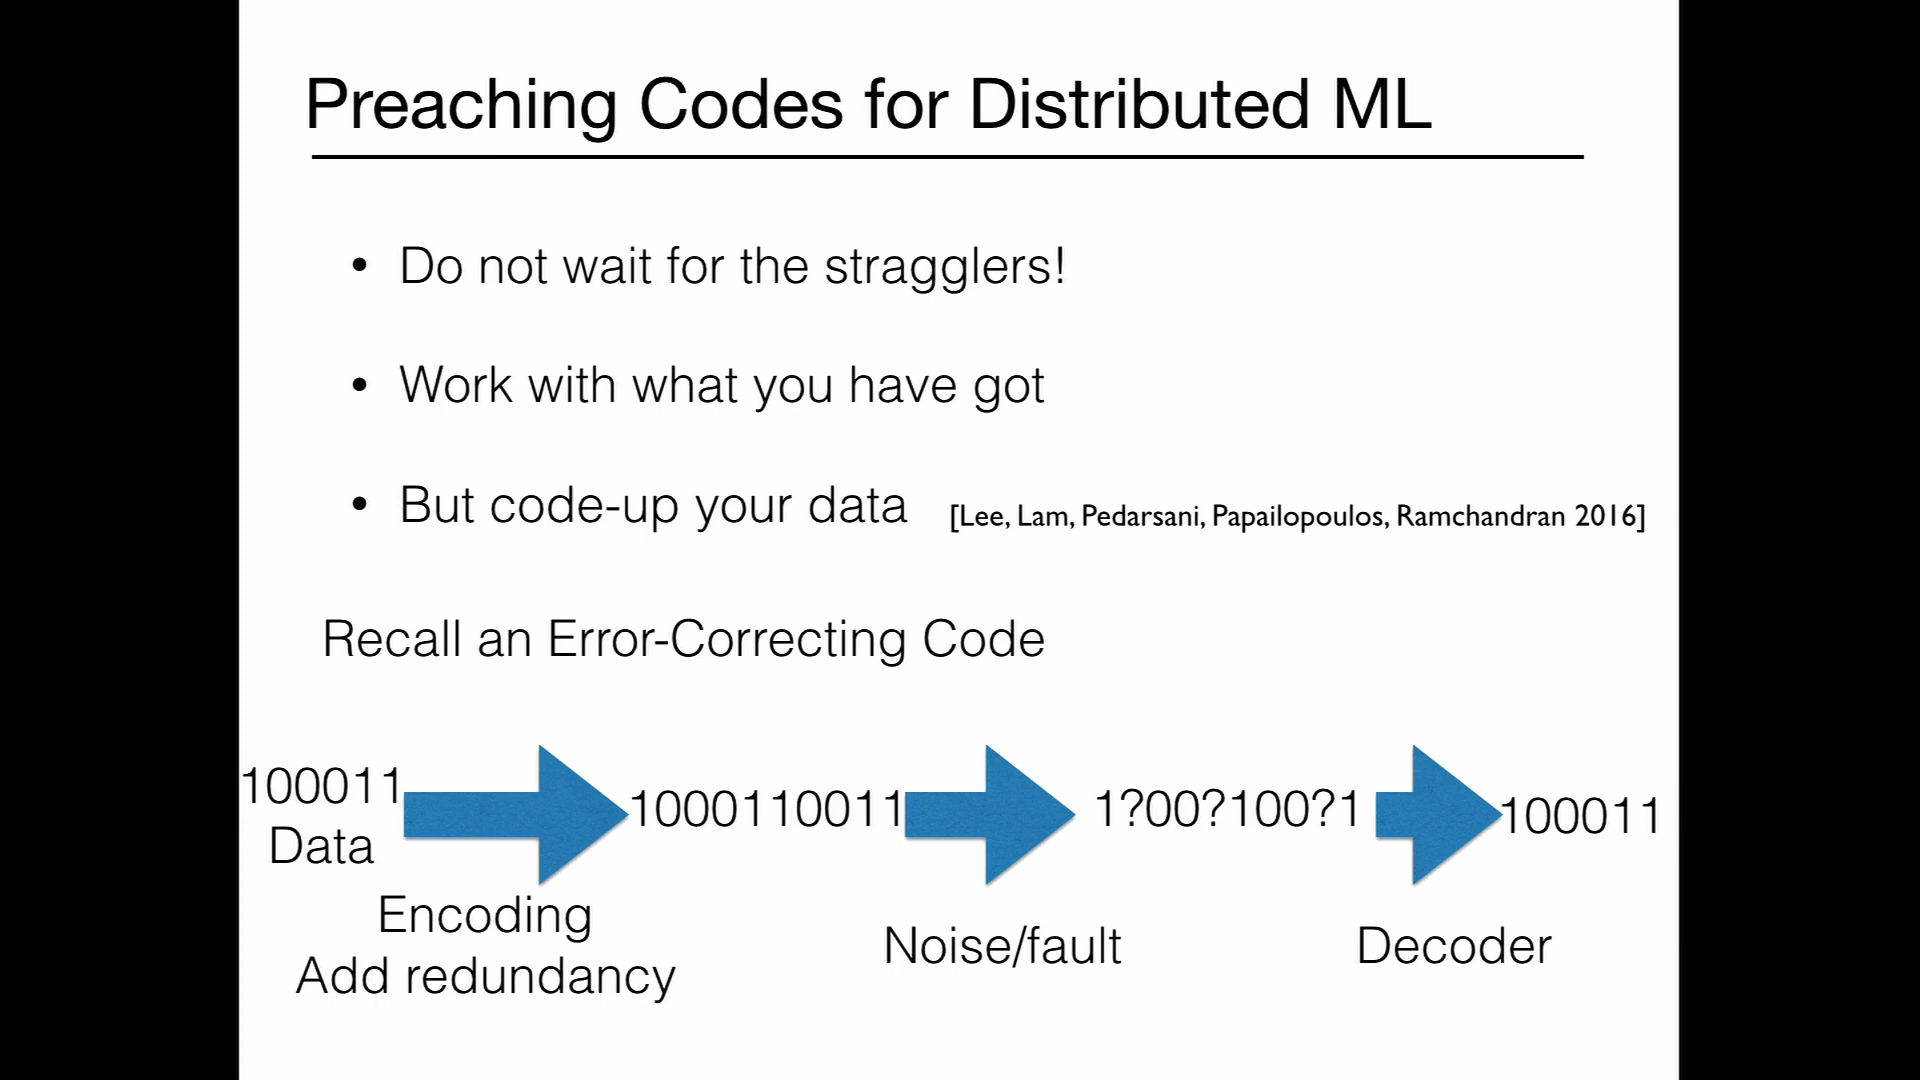 Preaching Codes for Distributed ML
• Do not wait for the stragglers!
• Work with what you have got
• But code-up your data [Lee, Lam, Pedarsani, Papailopoulos, Ramchandran 2016]
Recall an Error-Correcting Code
100011 1000110011 1?00?100?1 100011
Data
Encoding
Add redundancy
Noise/fault
Decoder